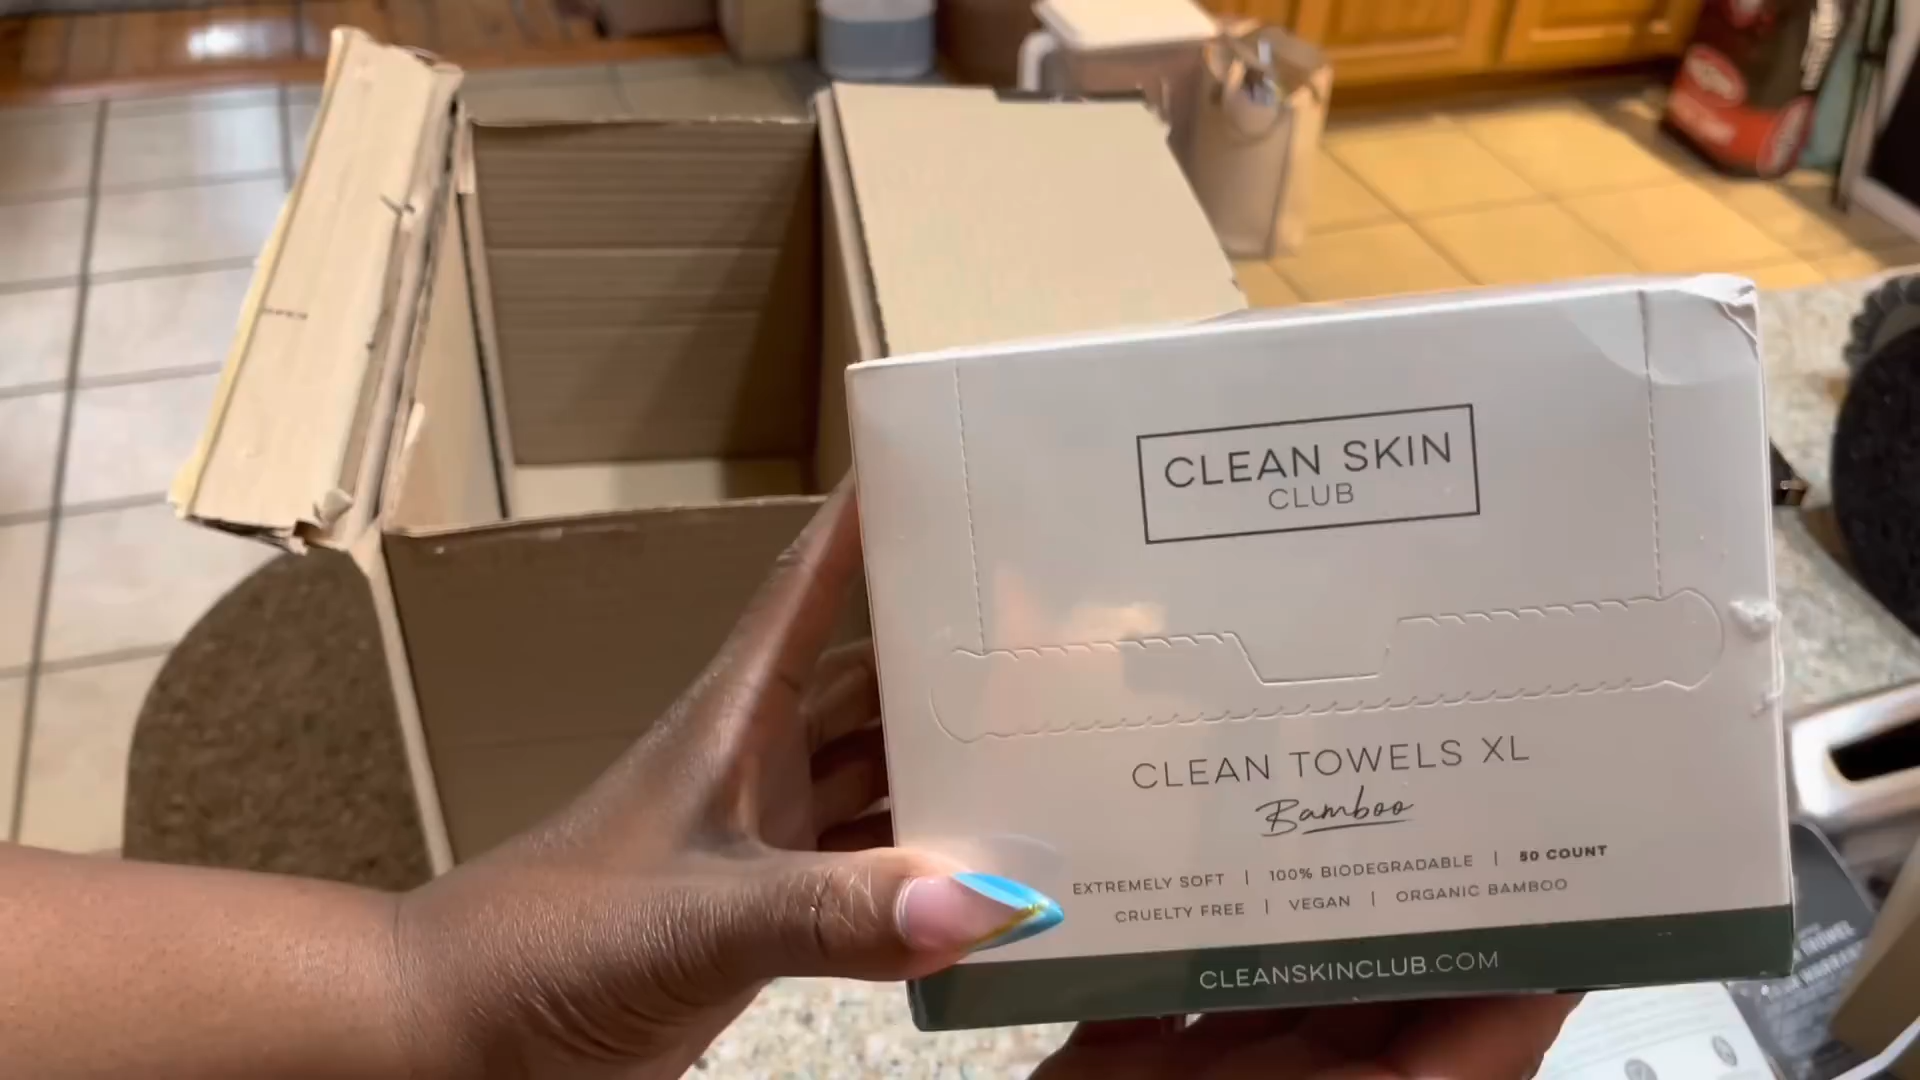 CLEAN SKIN
CLUB
CLEAN TOWELS XL
Bamboo
EXTREMELY SOFT | 100% BIODEGRADABLE | 50 COUNT
CRUELTY FREE | VEGAN | ORGANIC BAMBOO
CLEANSKINCLUB.COM
TOWEL